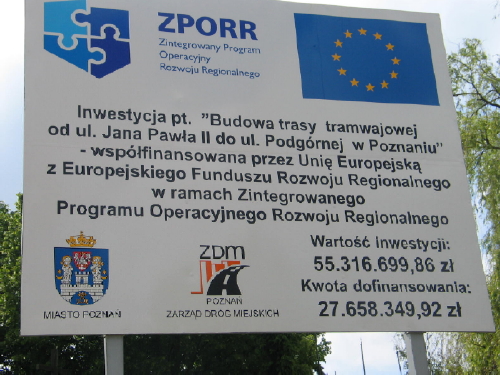 ZPORR
Zintegrowany Program
Operacyjny
Rozwoju Regionalnego
Inwestycja pt. "Budowa trasy tramwajowej
od ul. Jana Pawła II do ul. Podgórnej w Poznaniu"
- współfinansowana przez Unię Europejską
z Europejskiego Funduszu Rozwoju Regionalnego
w ramach Zintegrowanego
Programu Operacyjnego Rozwoju Regionalnego
Wartość inwestycji:
55.316.699,86 zł
Kwota dofinansowania:
27.658.349,92 zł
MIASTO POZNAŃ
ZDM
POZNAŃ
ZARZĄD DRÓG MIEJSKICH